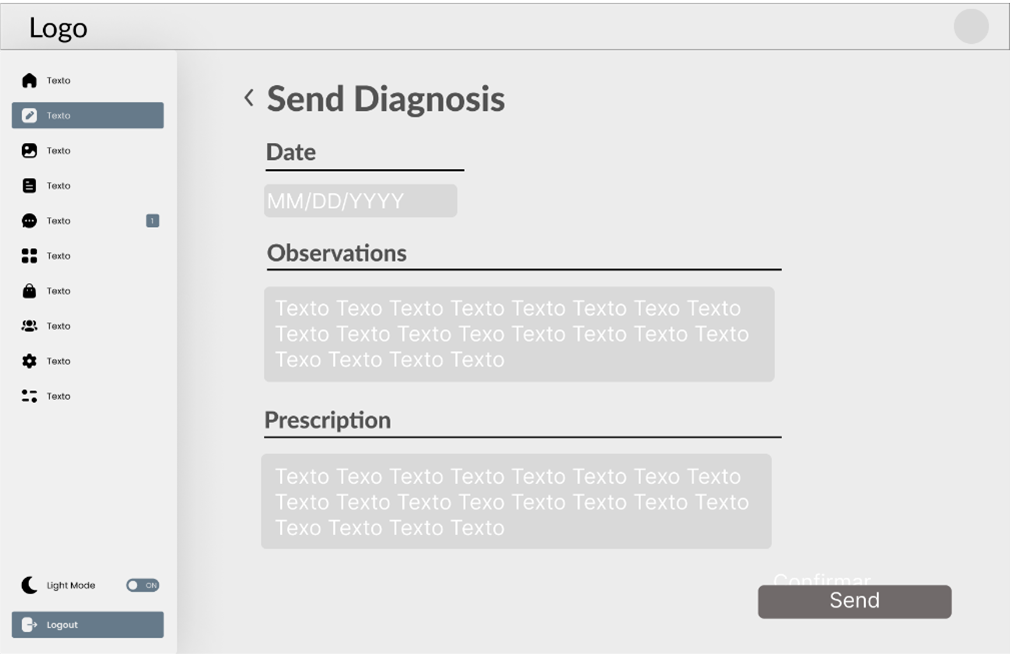 Logo
Texto
Texto
Texto
Texto
Texto
1
Texto
Texto
Texto
Texto
Texto
Light Mode
ON
Logout
Send Diagnosis
Date
MM/DD/YYYY
Observations
Texto Texo Texto Texto Texto Texto Texo Texto
Texto Texto Texto Texo Texto Texto Texto Texto
Texo Texto Texto Texto
Prescription
Texto Texo Texto Texto Texto Texto Texo Texto
Texto Texto Texto Texo Texto Texto Texto Texto
Texo Texto Texto Texto
Confirmar
Send